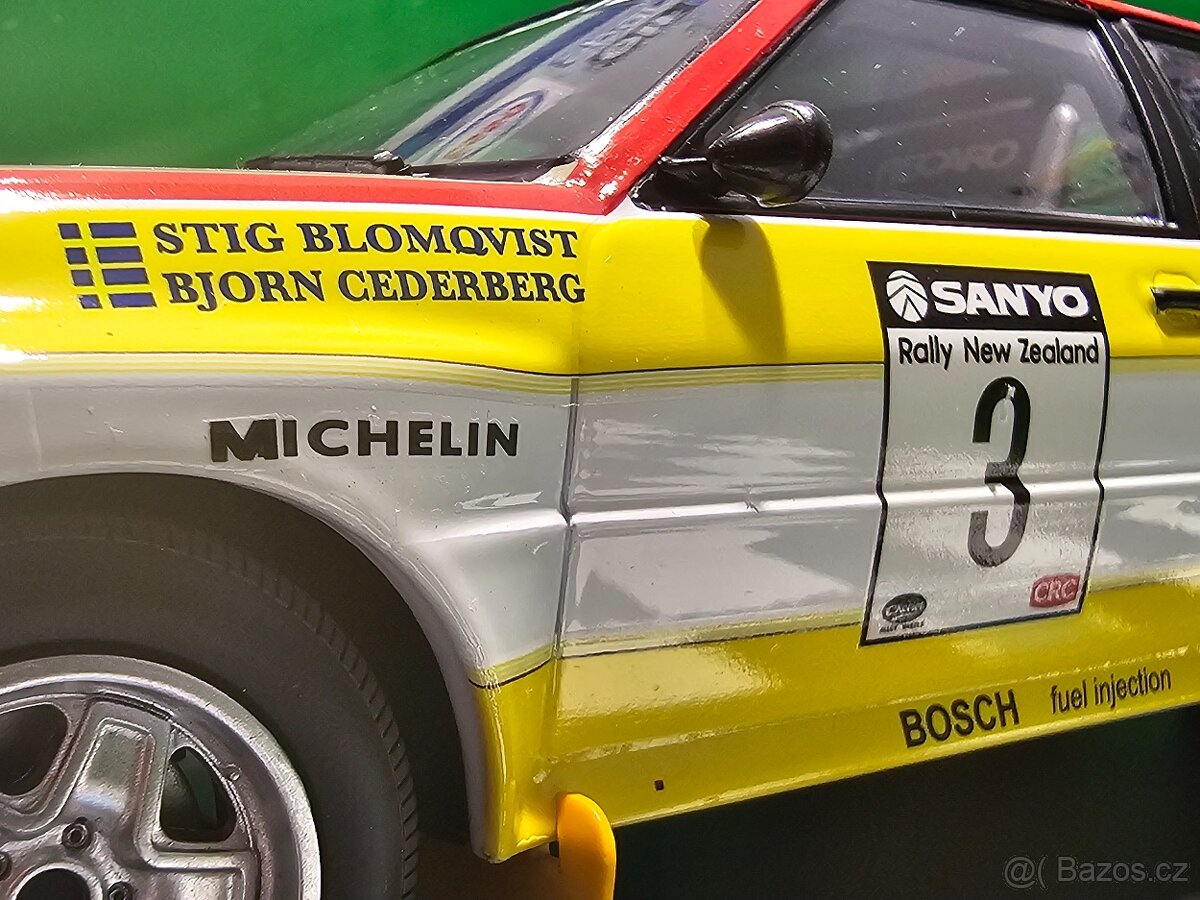 STIG BLOMQVIST
BJORN CEDERBERG
SANYO
Rally New Zealand
3
MICHELIN
CRC
BOSCH fuel injection
@( Bazos.cz